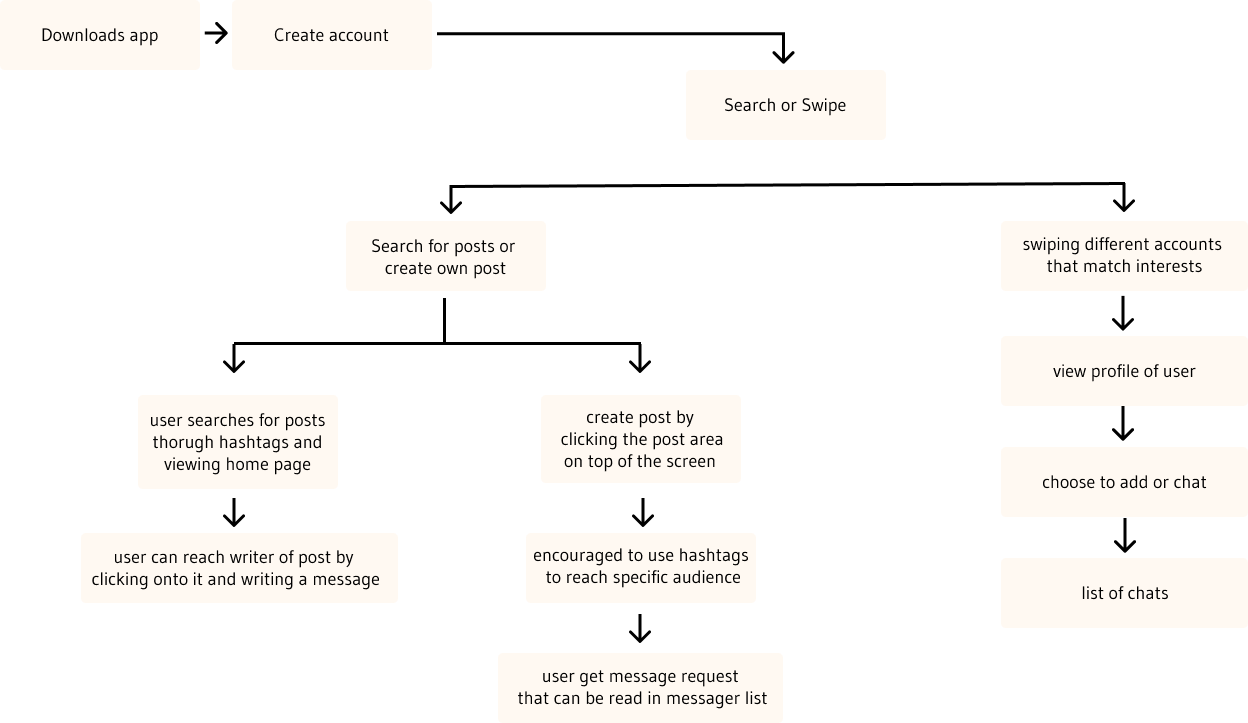 Downloads app
Create account
Search or Swipe
Search for posts or
create own post
swiping different accounts
that match interests
view profile of user
user searches for posts
thorugh hashtags and
viewing home page
create post by
clicking the post area
on top of the screen
choose to add or chat
user can reach writer of post by
clicking onto it and writing a message
encouraged to use hashtags
to reach specific audience
list of chats
user get message request
that can be read in messager list